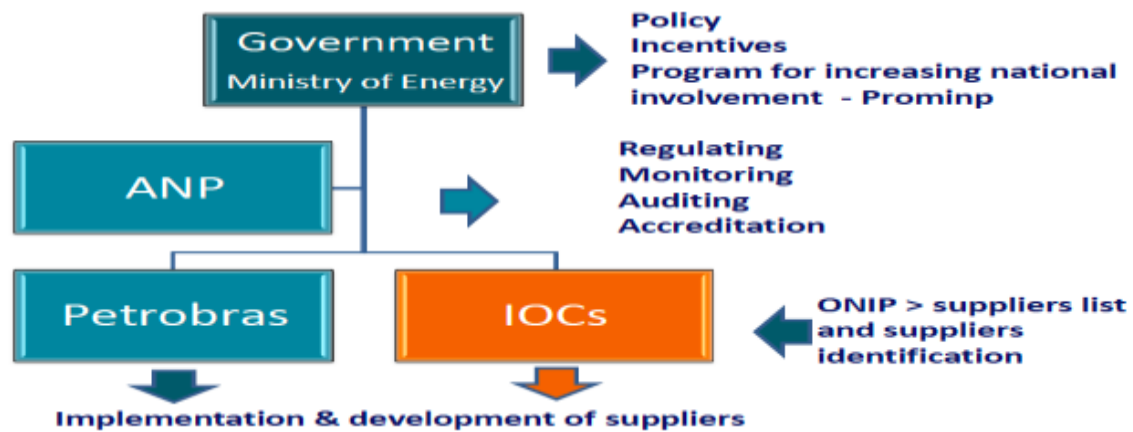 Government
Ministry of Energy
Policy
Incentives
Program for increasing national
involvement - Prominp
ANP
Regulating
Monitoring
Auditing
Accreditation
Petrobras
IOCs
ONIP > suppliers list
and suppliers
identification
Implementation & development of suppliers